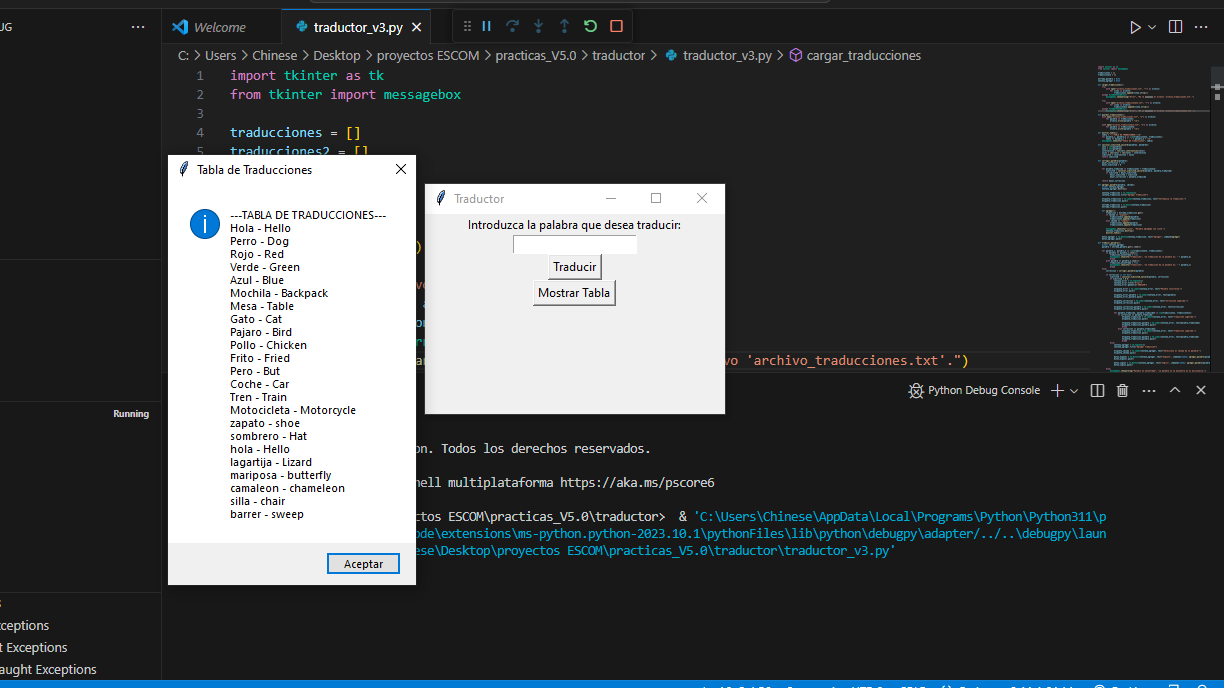 UG
Welcome
traductor_v3.py
C: > Users > Chinese > Desktop > proyectos ESCOM > practicas_V5.0 > traductor > traductor_v3.py > cargar_traducciones
1 import tkinter as tk
2 from tkinter import messagebox
3
4 traducciones = []
5 traducciones2 = []
Tabla de Traducciones
---TABLA DE TRADUCCIONES---
Hola - Hello
Perro - Dog
Rojo - Red
Verde - Green
Azul - Blue
Mochila - Backpack
Mesa - Table
Gato - Cat
Pajaro - Bird
Pollo - Chicken
Frito - Fried
Pero - But
Coche - Car
Tren - Train
Motocicleta - Motorcycle
zapato - shoe
sombrero - Hat
hola - Hello
lagartija - Lizard
mariposa - butterfly
camaleon - chameleon
silla - chair
barrer - sweep
Aceptar
Traductor
Introduzca la palabra que desea traducir:
Traducir
Mostrar Tabla
vo 'archivo_traducciones.txt'.")
Python Debug Console
Running
on. Todos los derechos reservados.
hell multiplataforma https://aka.ms/pscore6
ctos ESCOM\practicas_V5.0\traductor>  & 'C:\Users\Chinese\AppData\Local\Programs\Python\Python311\p
ode\extensions\ms-python.python-2023.10.1\pythonFiles\lib\python\debugpy\adapter/../..\debugpy\laun
ese\Desktop\proyectos ESCOM\practicas_V5.0\traductor\traductor_v3.py'
xceptions
t Exceptions
aught Exceptions